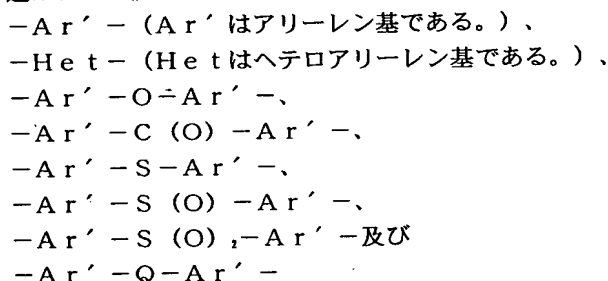 －Ａｒ′－（Ａｒ′はアリーレン基である。）、
－Ｈｅｔ－（Ｈｅｔはヘテロアリーレン基である。）、
－Ａｒ′－Ｏ－Ａｒ′－、
－Ａｒ′－Ｃ（Ｏ）－Ａｒ′－、
－Ａｒ′－Ｓ－Ａｒ′－、
－Ａｒ′－Ｓ（Ｏ）－Ａｒ′－、
－Ａｒ′－Ｓ（Ｏ）₂－Ａｒ′－及び
－Ａｒ′－Ｑ－Ａｒ′－